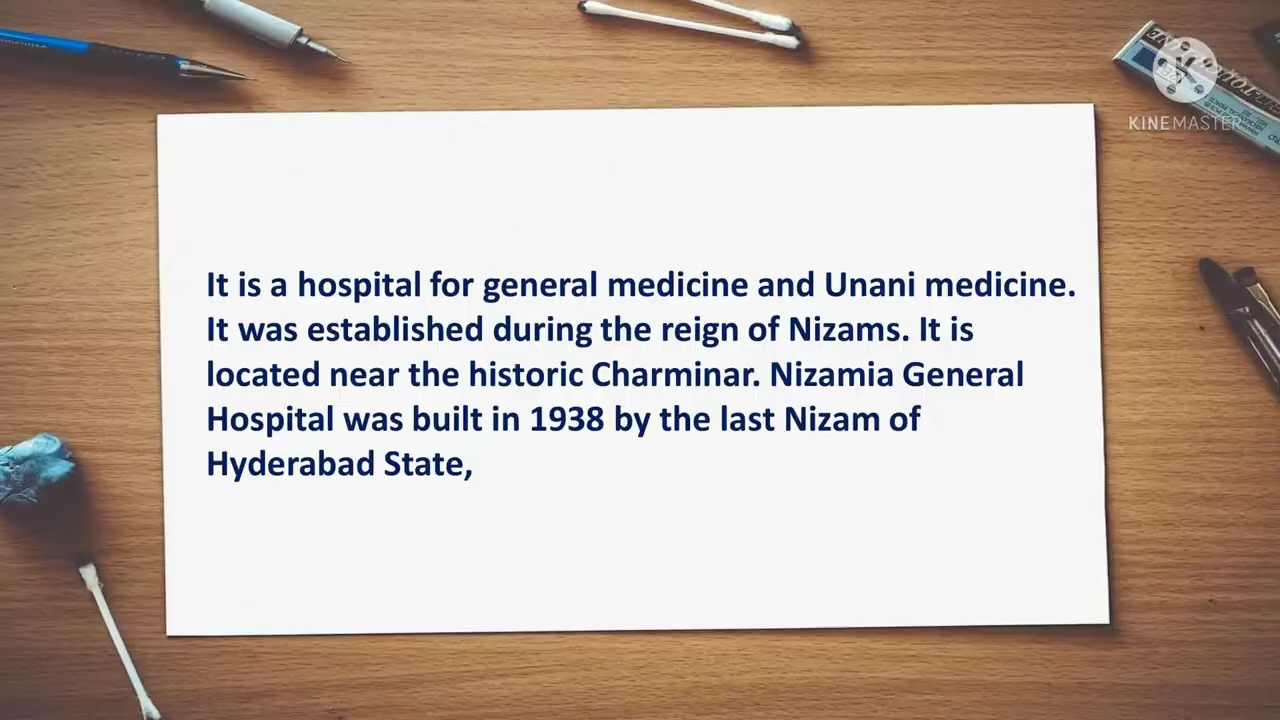 It is a hospital for general medicine and Unani medicine.
It was established during the reign of Nizams. It is
located near the historic Charminar. Nizamia General
Hospital was built in 1938 by the last Nizam of
Hyderabad State,
KINEMASTER